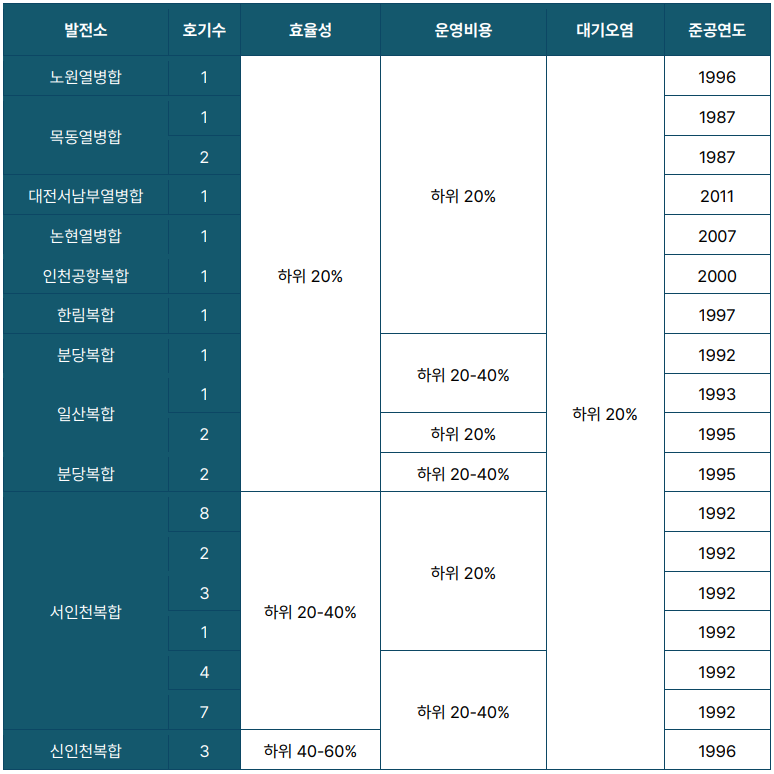 발전소 호기수 효율성 운영비용 대기오염 준공연도
노원열병합 1 1996
1 1987
목동열병합
2 1987
대전서남부열병합 1 하위 20% 2011
논현열병합 1 2007
인천공항복합 1 하위 20% 2000
한림복합 1 1997
분당복합 1 1992
하위 20-40%
1 1993
일산복합 하위 20%
2 하위 20% 1995
분당복합 2 하위 20-40% 1995
8 1992
2 1992
하위 20%
3 1992
서인천복합 하위 20-40%
1 1992
4 1992
7 하위 20-40% 1992
신인천복합 3 하위 40-60% 1996